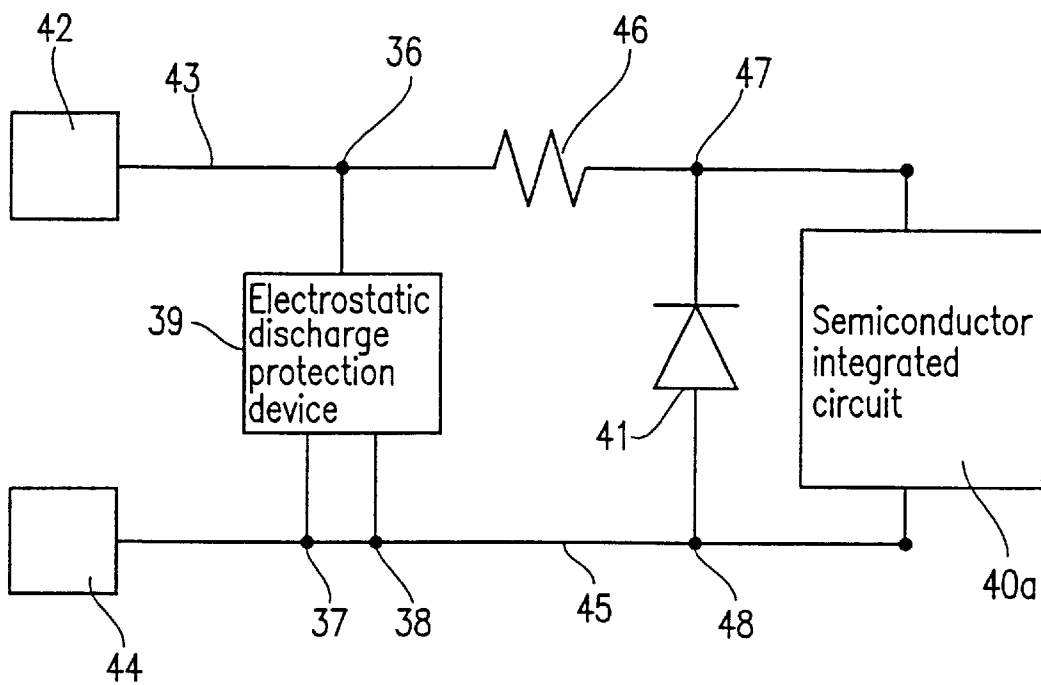 42
43
36
46
47
39
Electrostatic
discharge
protection
device
41
Semiconductor
integrated
circuit
44
37
38
45
48
40a